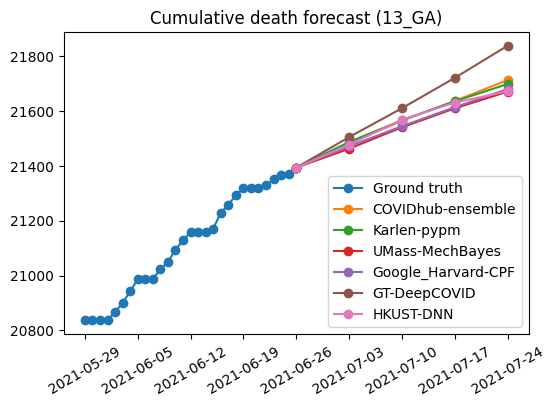 Cumulative death forecast (13_GA)
21800
21600
21400
21200
21000
20800
Ground truth
COVIDhub-ensemble
Karlen-pypm
UMass-MechBayes
Google_Harvard-CPF
GT-DeepCOVID
HKUST-DNN
2021-05-29
2021-06-05
2021-06-12
2021-06-19
2021-06-26
2021-07-03
2021-07-10
2021-07-17
2021-07-24